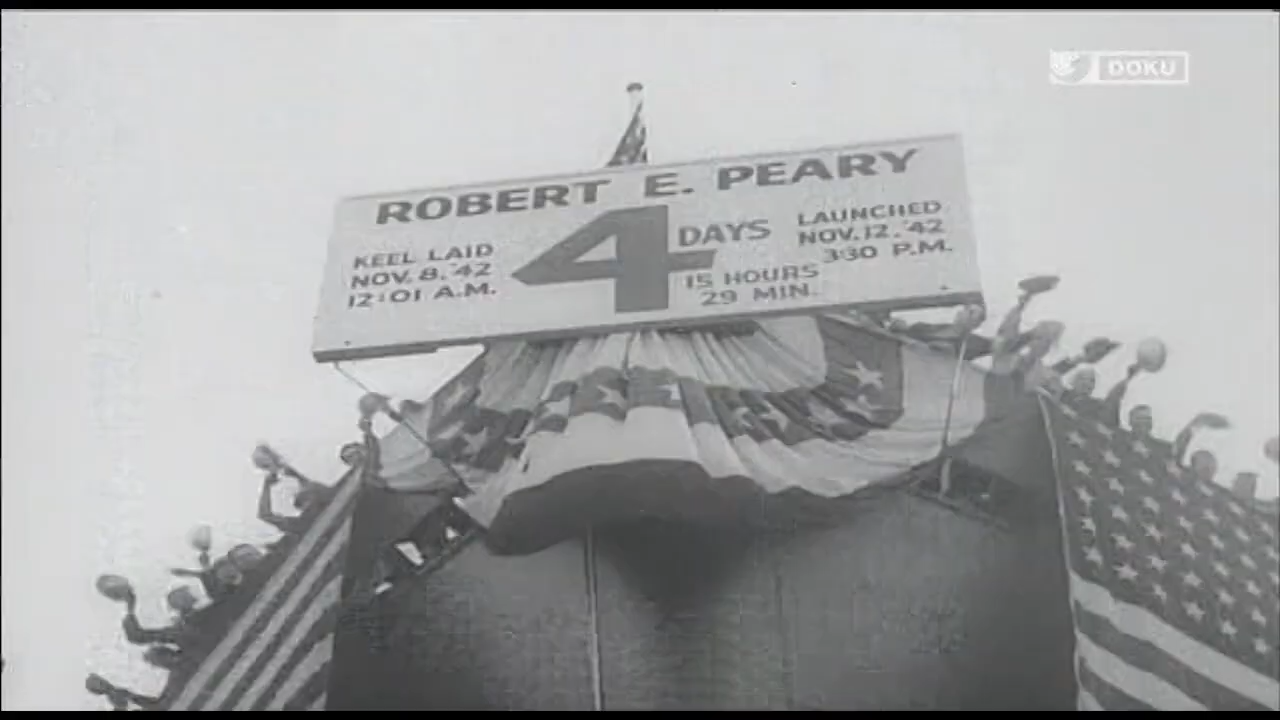 DOKU
ROBERT E. PEARY
KEEL LAID
NOV. 8, '42
12:01 A.M.
4 DAYS
15 HOURS
29 MIN.
LAUNCHED
NOV. 12, '42
3:30 P.M.